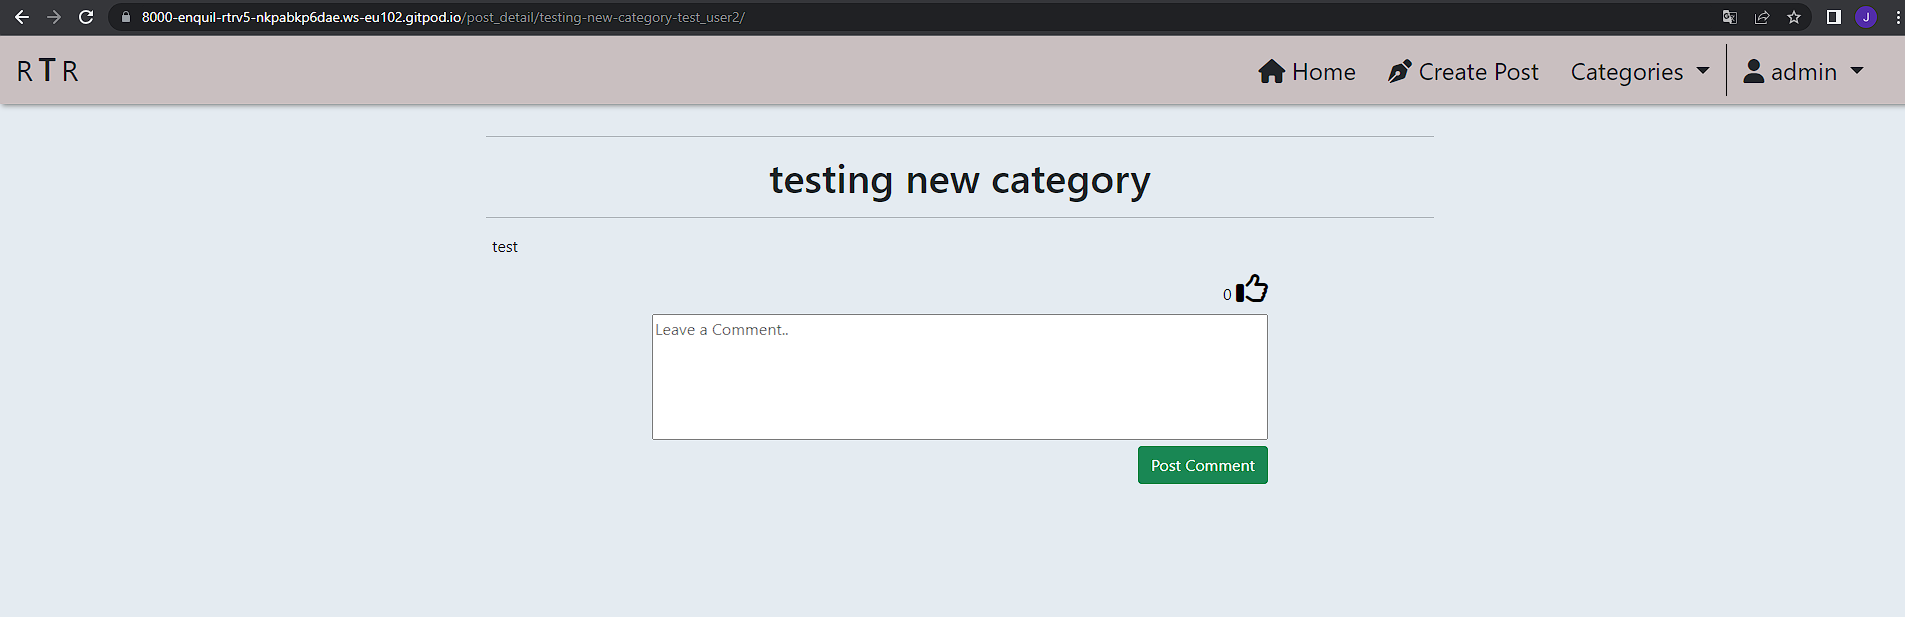 8000-enquil-rtrv5-nkpabkp6dae.ws-eu102.gitpod.io/post_detail/testing-new-category-test_user2/
J
R T R
Home Create Post Categories admin
testing new category
test
0
Leave a Comment..
Post Comment